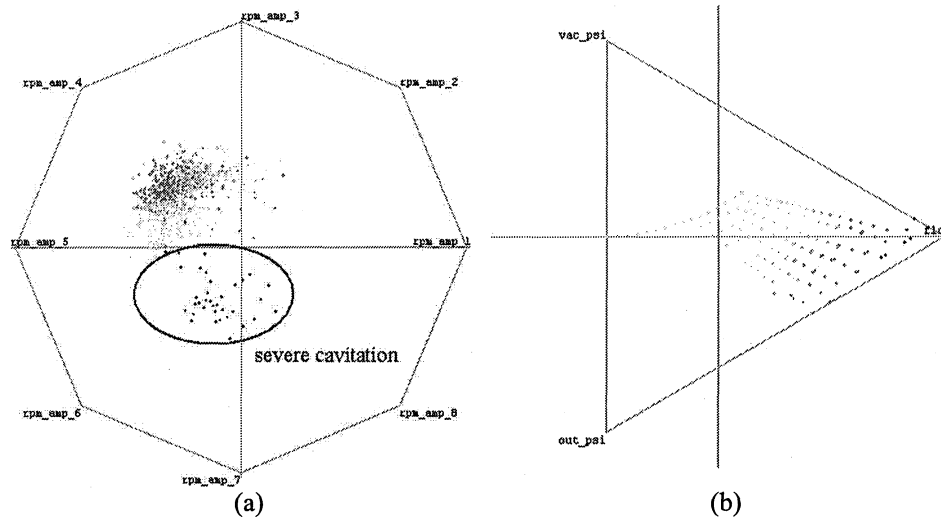 rpm_amp_3
rpm_amp_4
rpm_amp_2
rpm_amp_5
rpm_amp_1
severe cavitation
rpm_amp_6
rpm_amp_8
rpm_amp_7
(a)
vac_psi
out_psi
(b)